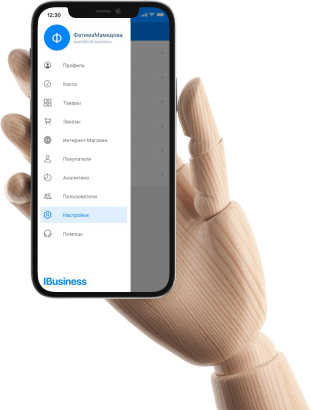 12:30
Ф
ФатимаМамедова
Профиль
Касса
Товары
Заказы
Интернет-Магазин
Покупатели
Аналитика
Пользователи
Настройки
Помощь
IBusiness